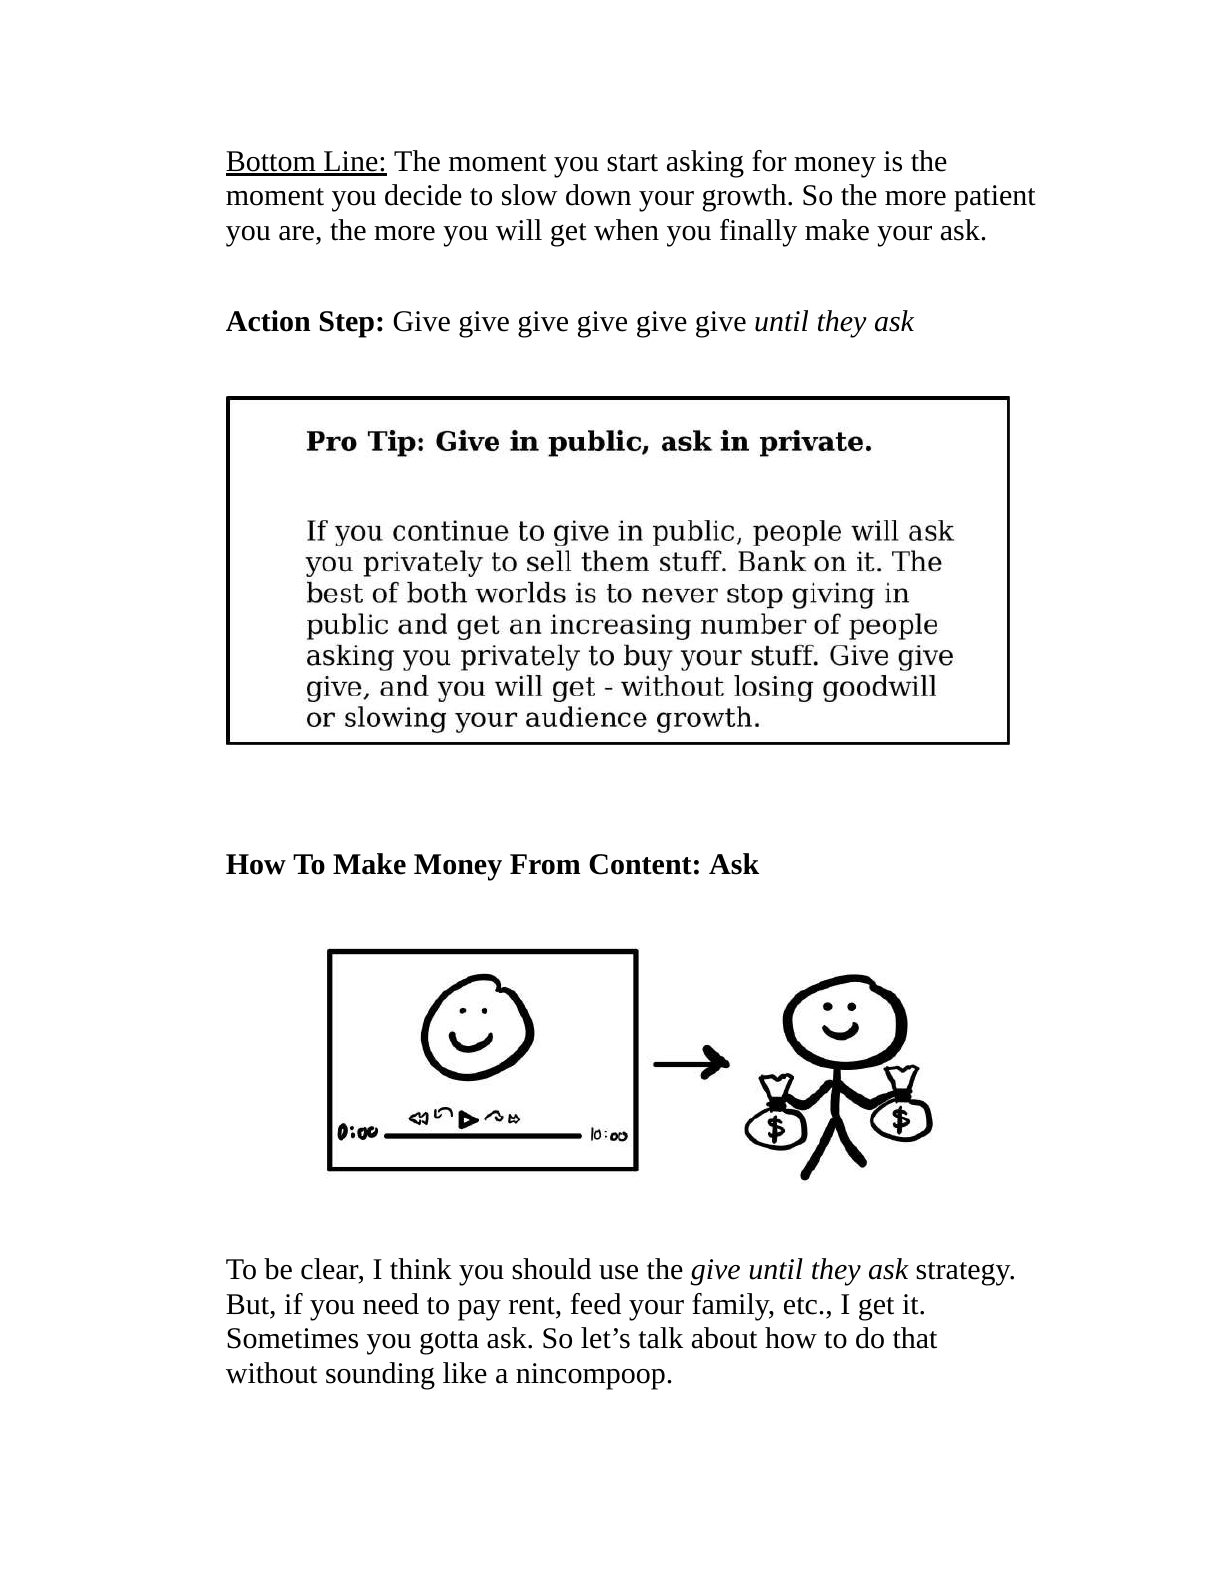 Bottom Line: The moment you start asking for money is the
moment you decide to slow down your growth. So the more patient
you are, the more you will get when you finally make your ask.
Action Step: Give give give give give give until they ask
Pro Tip: Give in public, ask in private.
If you continue to give in public, people will ask
you privately to sell them stuff. Bank on it. The
best of both worlds is to never stop giving in
public and get an increasing number of people
asking you privately to buy your stuff. Give give
give, and you will get - without losing goodwill
or slowing your audience growth.
How To Make Money From Content: Ask
0:00
10:00
$
$
To be clear, I think you should use the give until they ask strategy.
But, if you need to pay rent, feed your family, etc., I get it.
Sometimes you gotta ask. So let’s talk about how to do that
without sounding like a nincompoop.